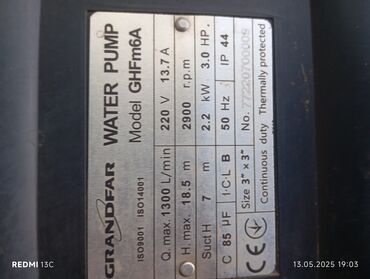 GRANDFAR WATER PUMP
ISO9001 ISO14001 Model GHFm6A
Q. max. 1300 L/min 220 V 13.7 A
H. max. 18.5 m 2900 r.p.m
Suct H 7 m 2.2 kW 3.0 HP.
C 85 µF I·C·L B 50 Hz IP 44
Size 3" x 3" No. 77220700009
CE Continuous duty Thermally protected
REDMI 13C
13.05.2025 19:03